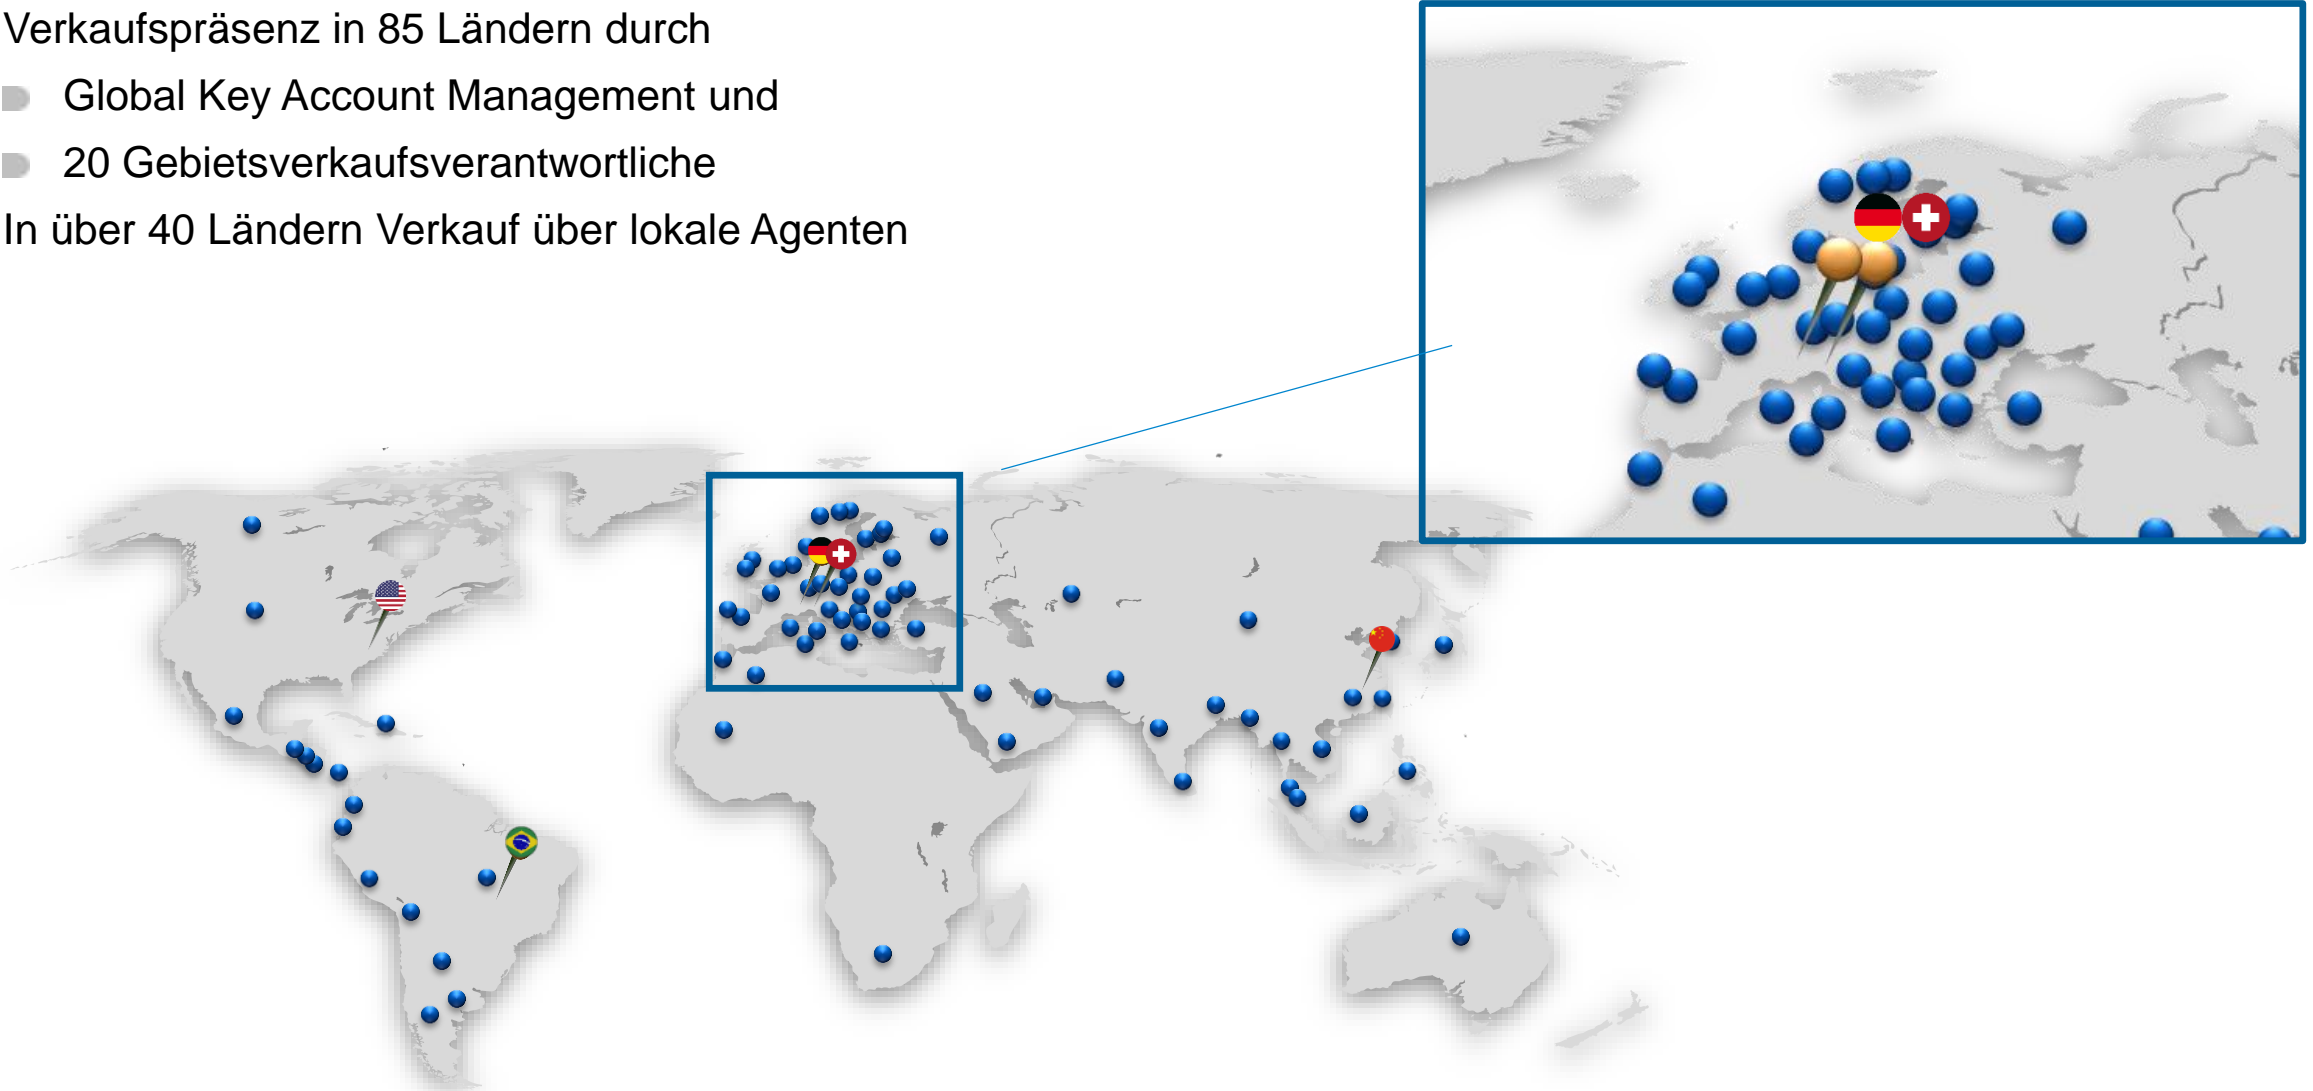 Verkaufspräsenz in 85 Ländern durch
Global Key Account Management und
20 Gebietsverkaufsverantwortliche
In über 40 Ländern Verkauf über lokale Agenten